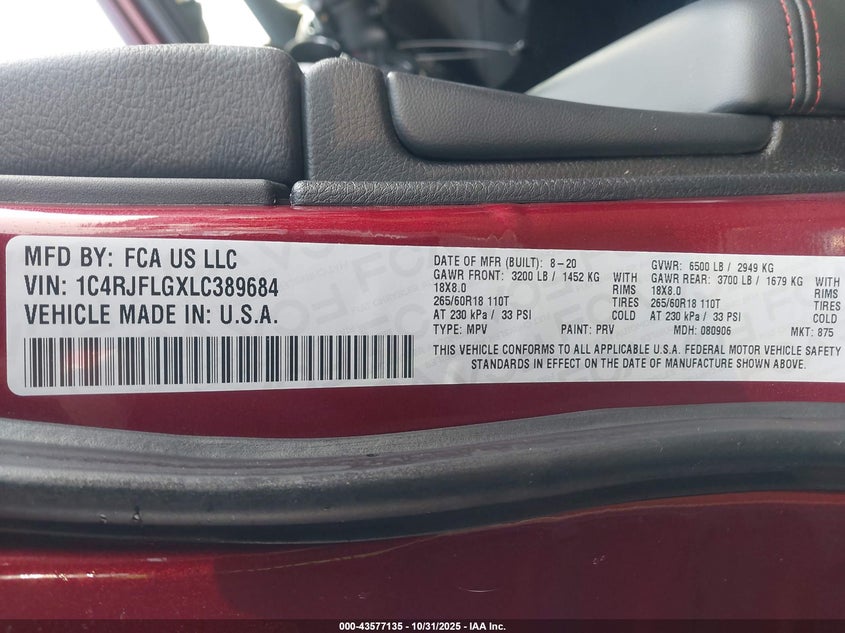 MFD BY: FCA US LLC
VIN: 1C4RJFLGXLC389684
VEHICLE MADE IN: U.S.A.
DATE OF MFR (BUILT): 8-20 GVWR: 6500 LB / 2949 KG
GAWR FRONT: 3200 LB / 1452 KG WITH GAWR REAR: 3700 LB / 1679 KG WITH
18X8.0 RIMS 18X8.0 RIMS
265/60R18 110T TIRES 265/60R18 110T TIRES
AT 230 kPa / 33 PSI COLD AT 230 kPa / 33 PSI COLD
TYPE: MPV PAINT: PRV MDH: 080906 MKT: 875
THIS VEHICLE CONFORMS TO ALL APPLICABLE U.S.A. FEDERAL MOTOR VEHICLE SAFETY
STANDARDS IN EFFECT ON THE DATE OF MANUFACTURE SHOWN ABOVE.
000-43577135 - 10/31/2025 - IAA Inc.